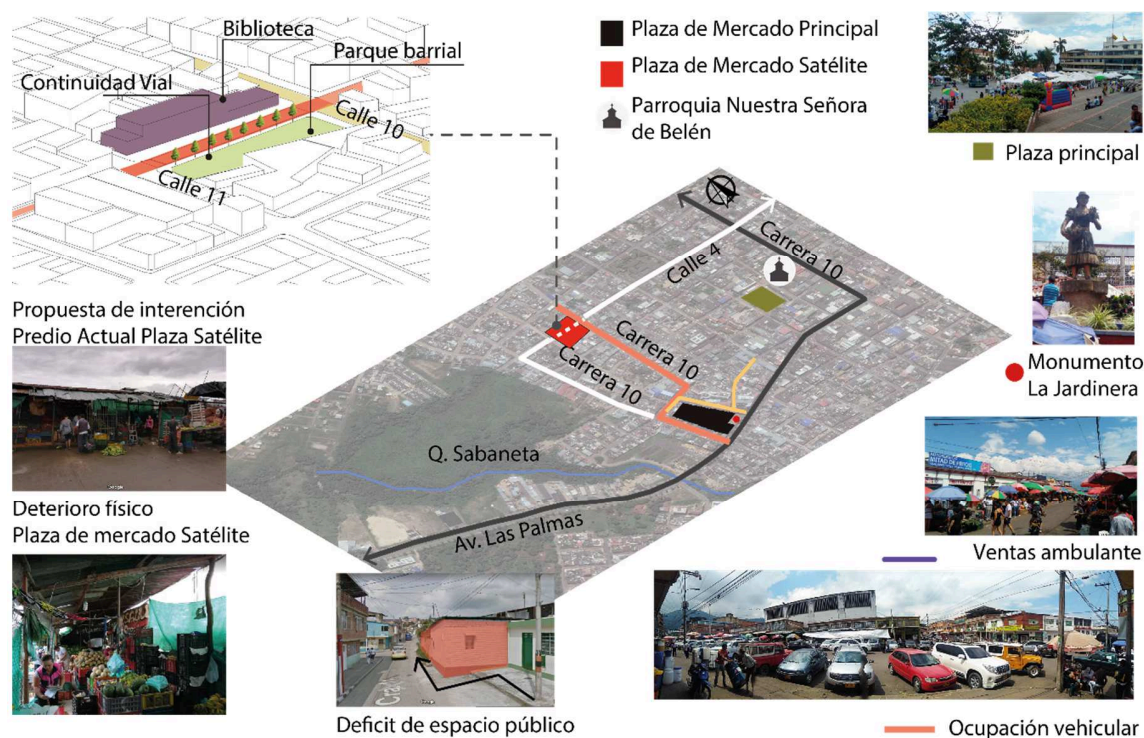 Biblioteca
Parque barrial
Continuidad Vial
Calle 10
Calle 11
Propuesta de interención
Predio Actual Plaza Satélite
Deterioro físico
Plaza de mercado Satélite
Plaza de Mercado Principal
Plaza de Mercado Satélite
Parroquia Nuestra Señora
de Belén
Carrera 10
Calle 4
Carrera 10
Carrera 10
Q. Sabaneta
Av. Las Palmas
Deficit de espacio público
Plaza principal
Monumento
La Jardinera
Ventas ambulante
Ocupación vehicular